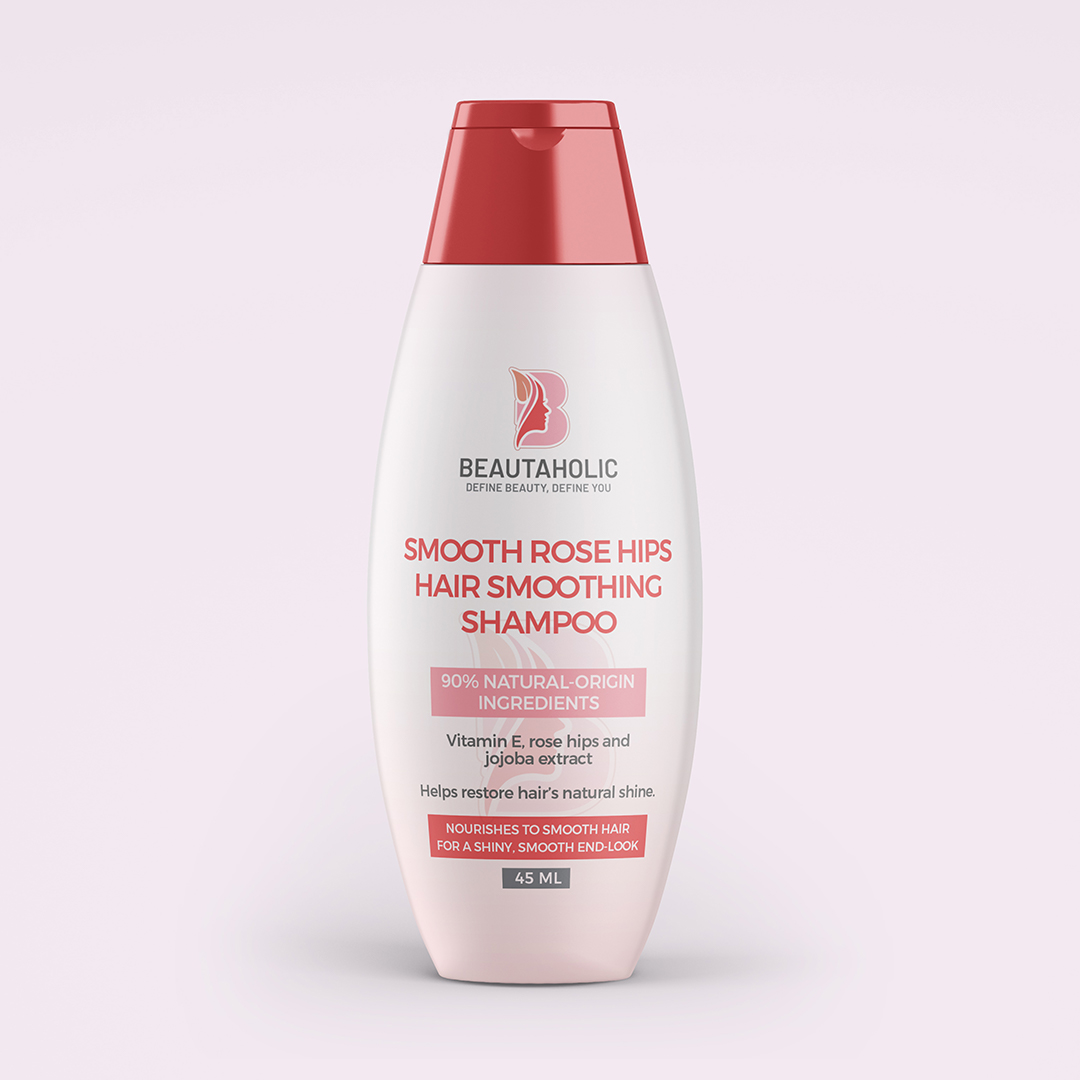 BEAUTAHOLIC
DEFINE BEAUTY, DEFINE YOU
SMOOTH ROSE HIPS
HAIR SMOOTHING
SHAMPOO
90% NATURAL-ORIGIN
INGREDIENTS
Vitamin E, rose hips and
jojoba extract
Helps restore hair's natural shine.
NOURISHES TO SMOOTH HAIR
FOR A SHINY, SMOOTH END-LOOK
45 ML